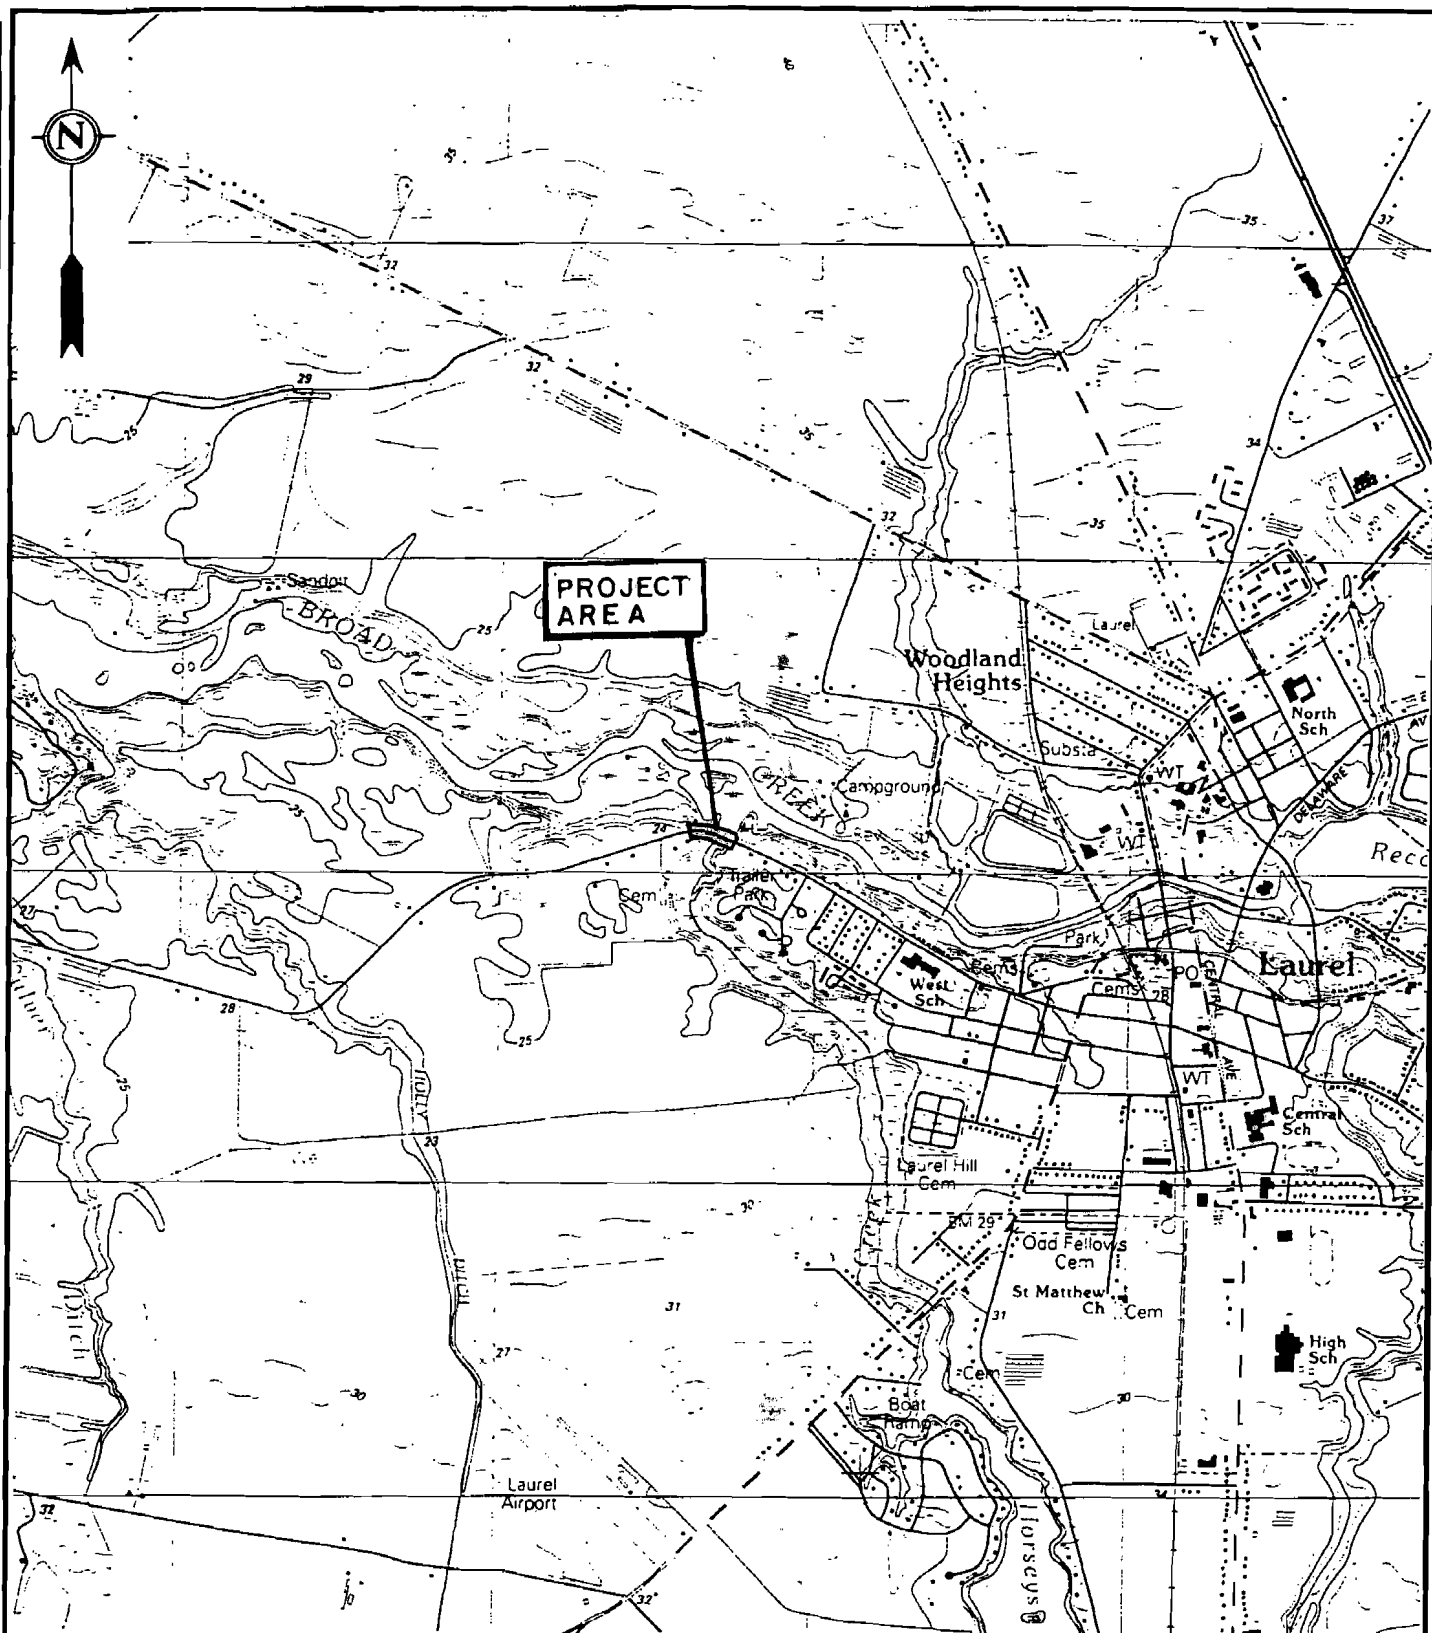 N
35
35
37
32
29
32
25
35
34
32
35
Sandpit
BROAD
PROJECT
AREA
25
Laurel
Woodland
Heights
North
Sch
Substa
WT
AV
DELAWARE
CREEK
Campground
25
24
WT
Trailer
Park
Cem
27
Park
Laurel
PO
CENTRAL
AVE
West
Sch
Cems
Cems
28
28
25
25
HOLLY
WT
23
Central
Sch
Laurel Hill
Cem
30
BM 29
Odd Fellows
Cem
St Matthew
Ch
Cem
DITCH
Ditch
31
31
High
Sch
27
30
Cem
30
Boat
Ramp
Laurel
Airport
32
34
Horseys
32